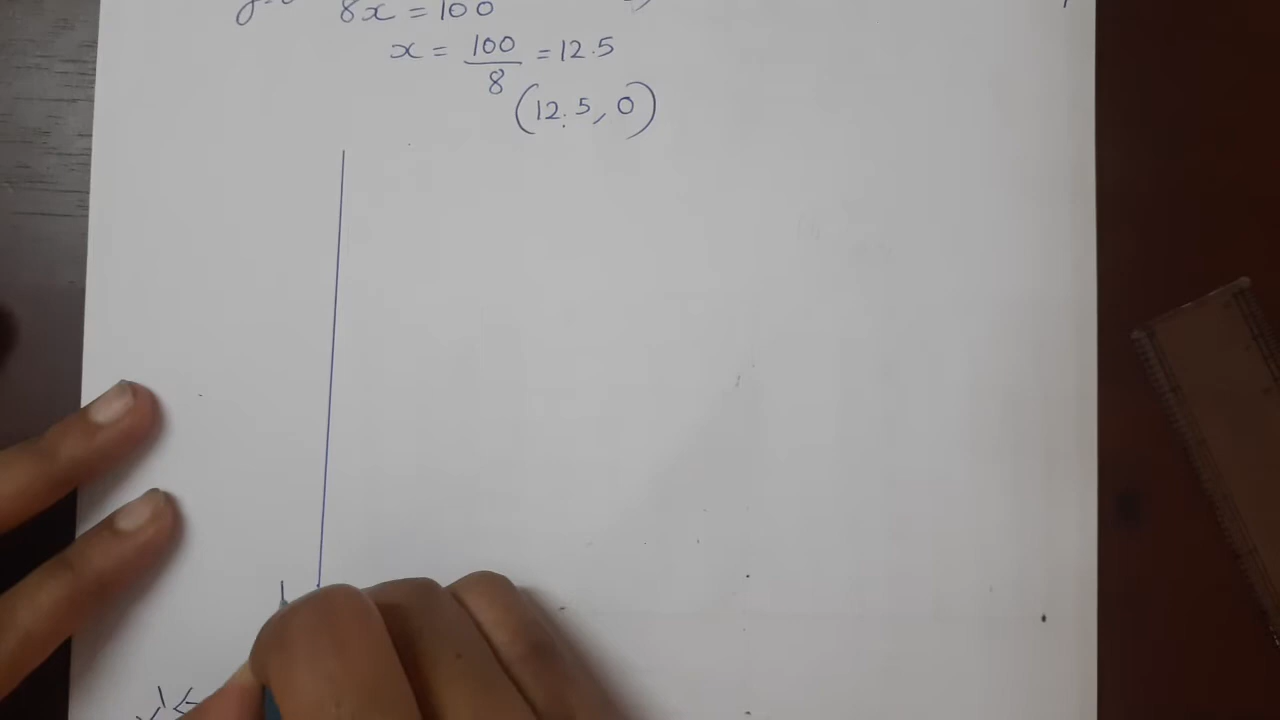 8x = 100
x = 100/8 = 12.5
(12.5, 0)